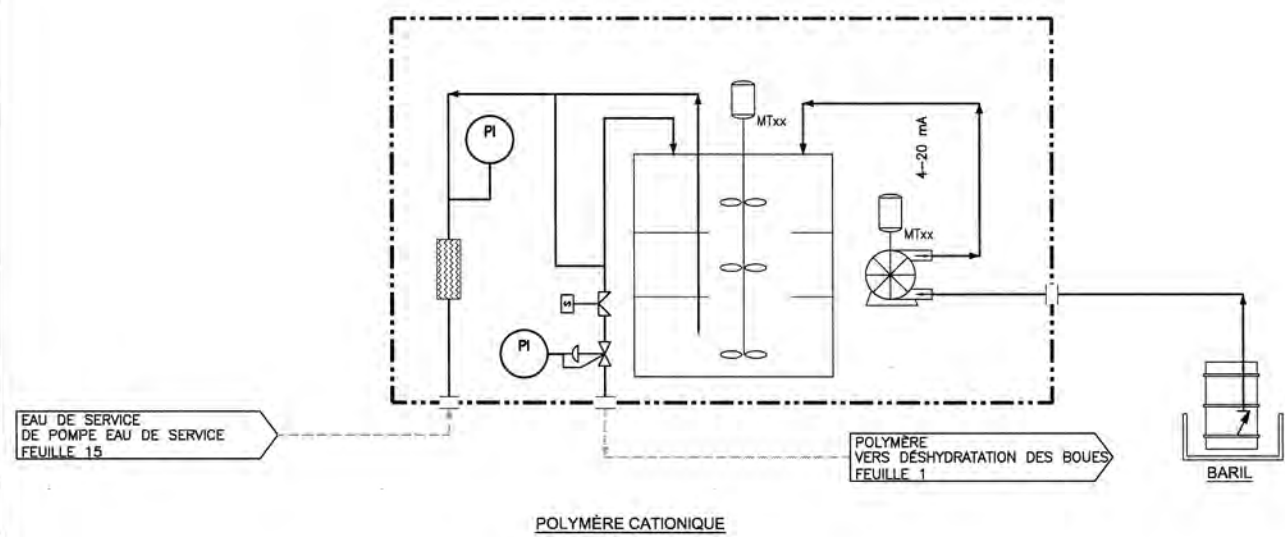 MTxx
PI
4-20 mA
MTxx
S
PI
EAU DE SERVICE
DE POMPE EAU DE SERVICE
FEUILLE 15
POLYMÈRE
VERS DÉSHYDRATATION DES BOUES
FEUILLE 1
BARIL
POLYMÈRE CATIONIQUE